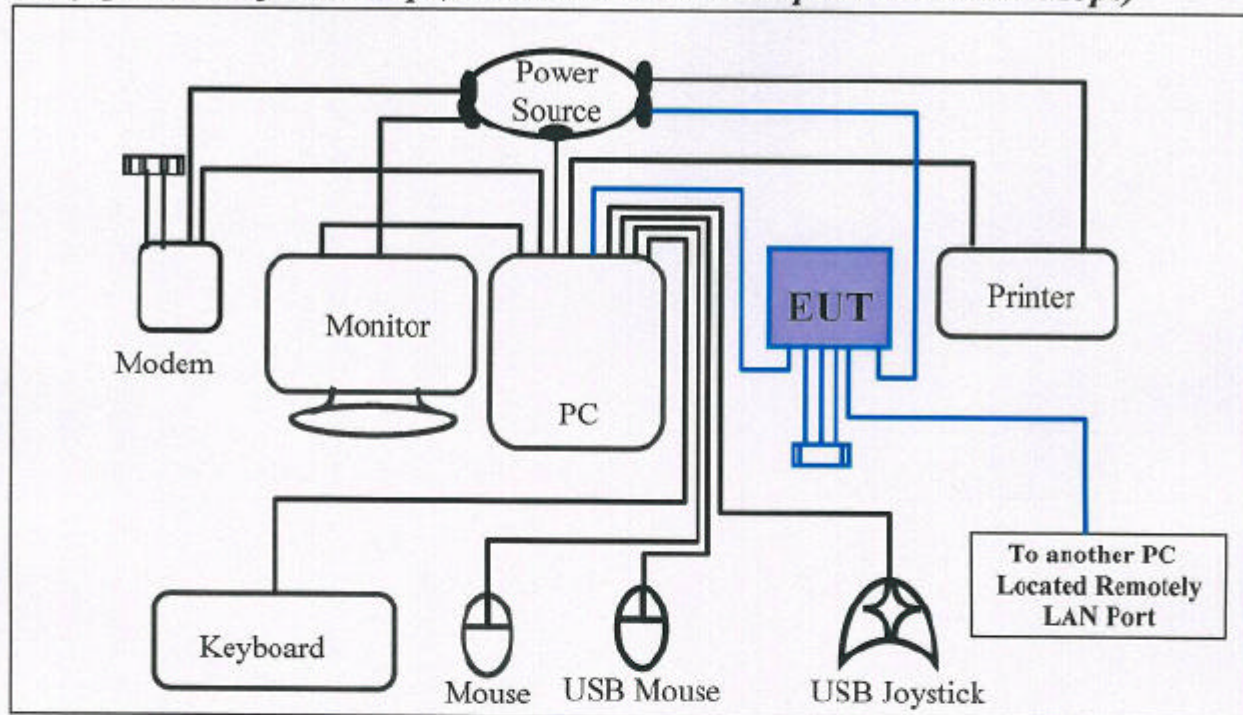 Power
Source
EUT
Printer
Monitor
Modem
PC
To another PC
Located Remotely
LAN Port
Keyboard
Mouse
USB Mouse
USB Joystick